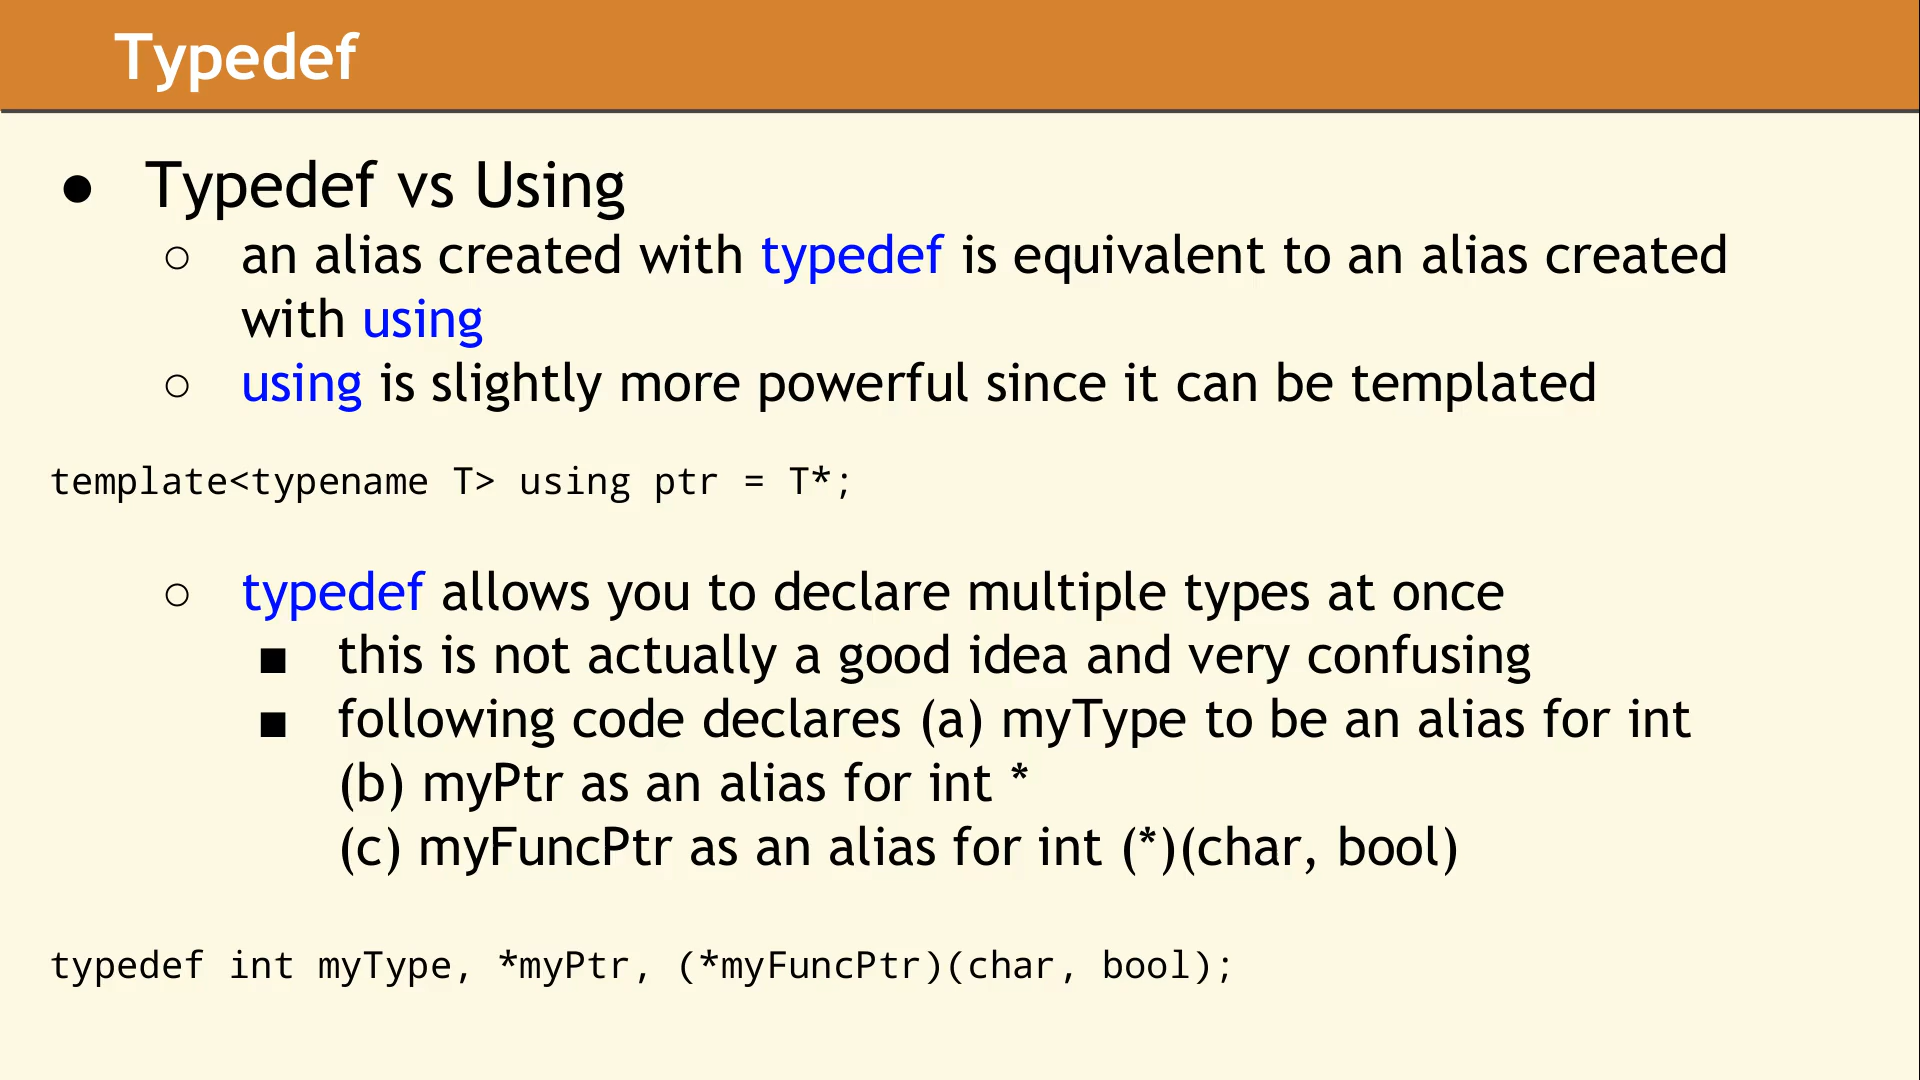 Typedef
● Typedef vs Using
○ an alias created with typedef is equivalent to an alias created
with using
○ using is slightly more powerful since it can be templated
template<typename T> using ptr = T*;
○ typedef allows you to declare multiple types at once
■ this is not actually a good idea and very confusing
■ following code declares (a) myType to be an alias for int
(b) myPtr as an alias for int *
(c) myFuncPtr as an alias for int (*)(char, bool)
typedef int myType, *myPtr, (*myFuncPtr)(char, bool);